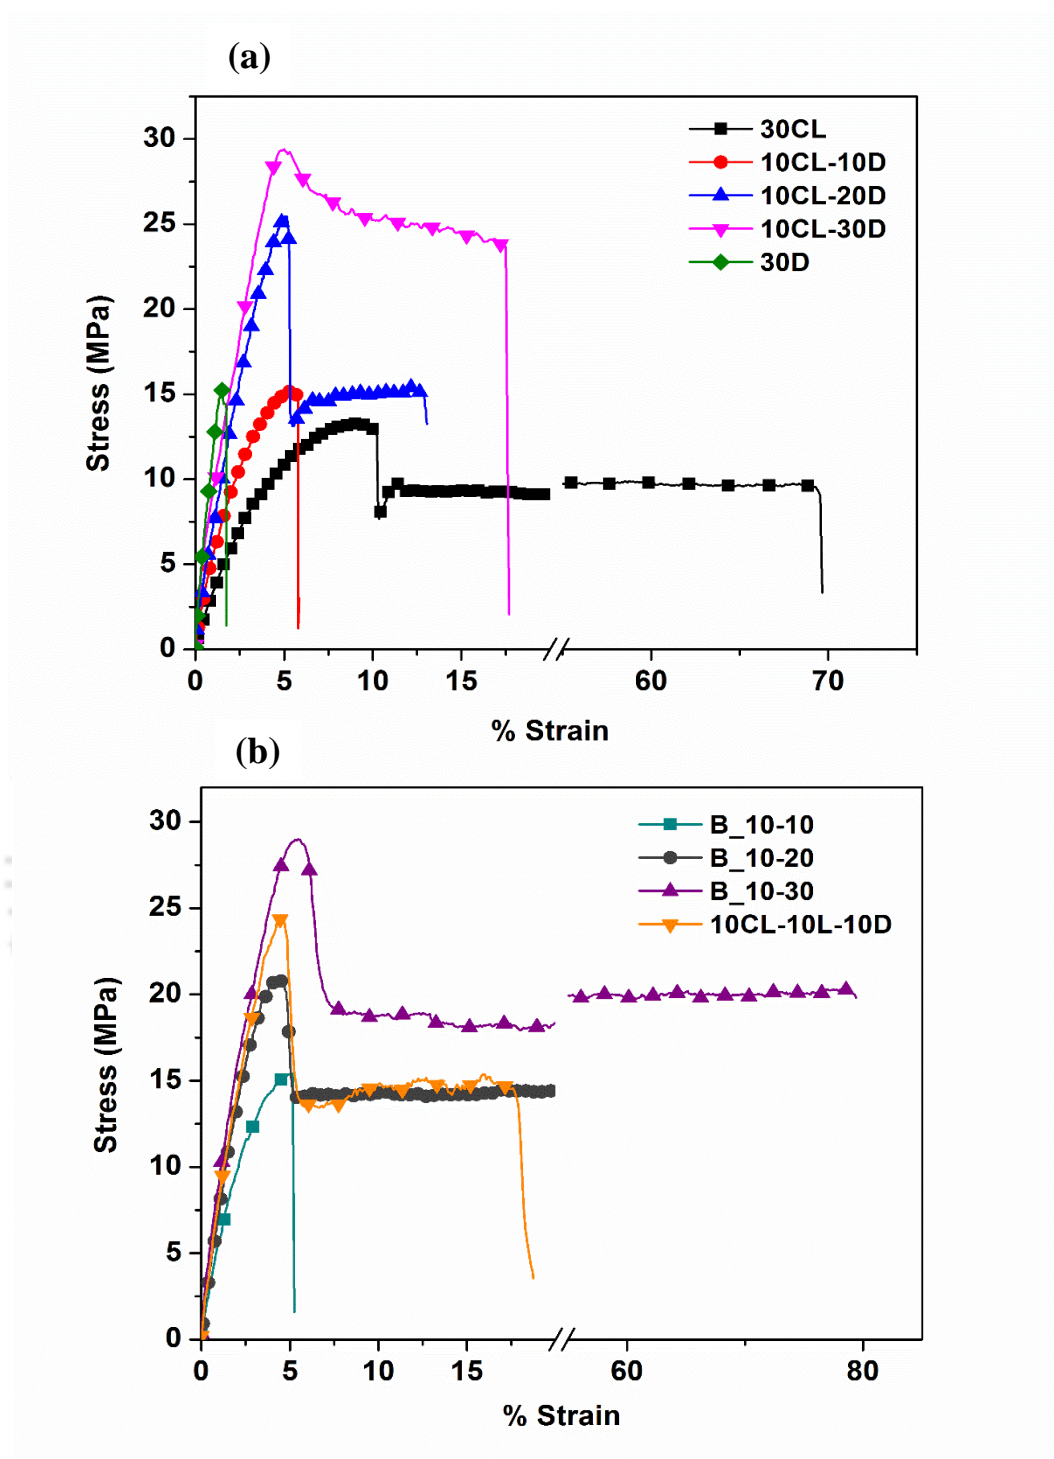 (a)
30CL
10CL-10D
10CL-20D
10CL-30D
30D
30
25
20
15
10
5
0
Stress (MPa)
0 5 10 15 60 70
% Strain
(b)
B_10-10
B_10-20
B_10-30
10CL-10L-10D
30
25
20
15
10
5
0
Stress (MPa)
0 5 10 15 60 80
% Strain